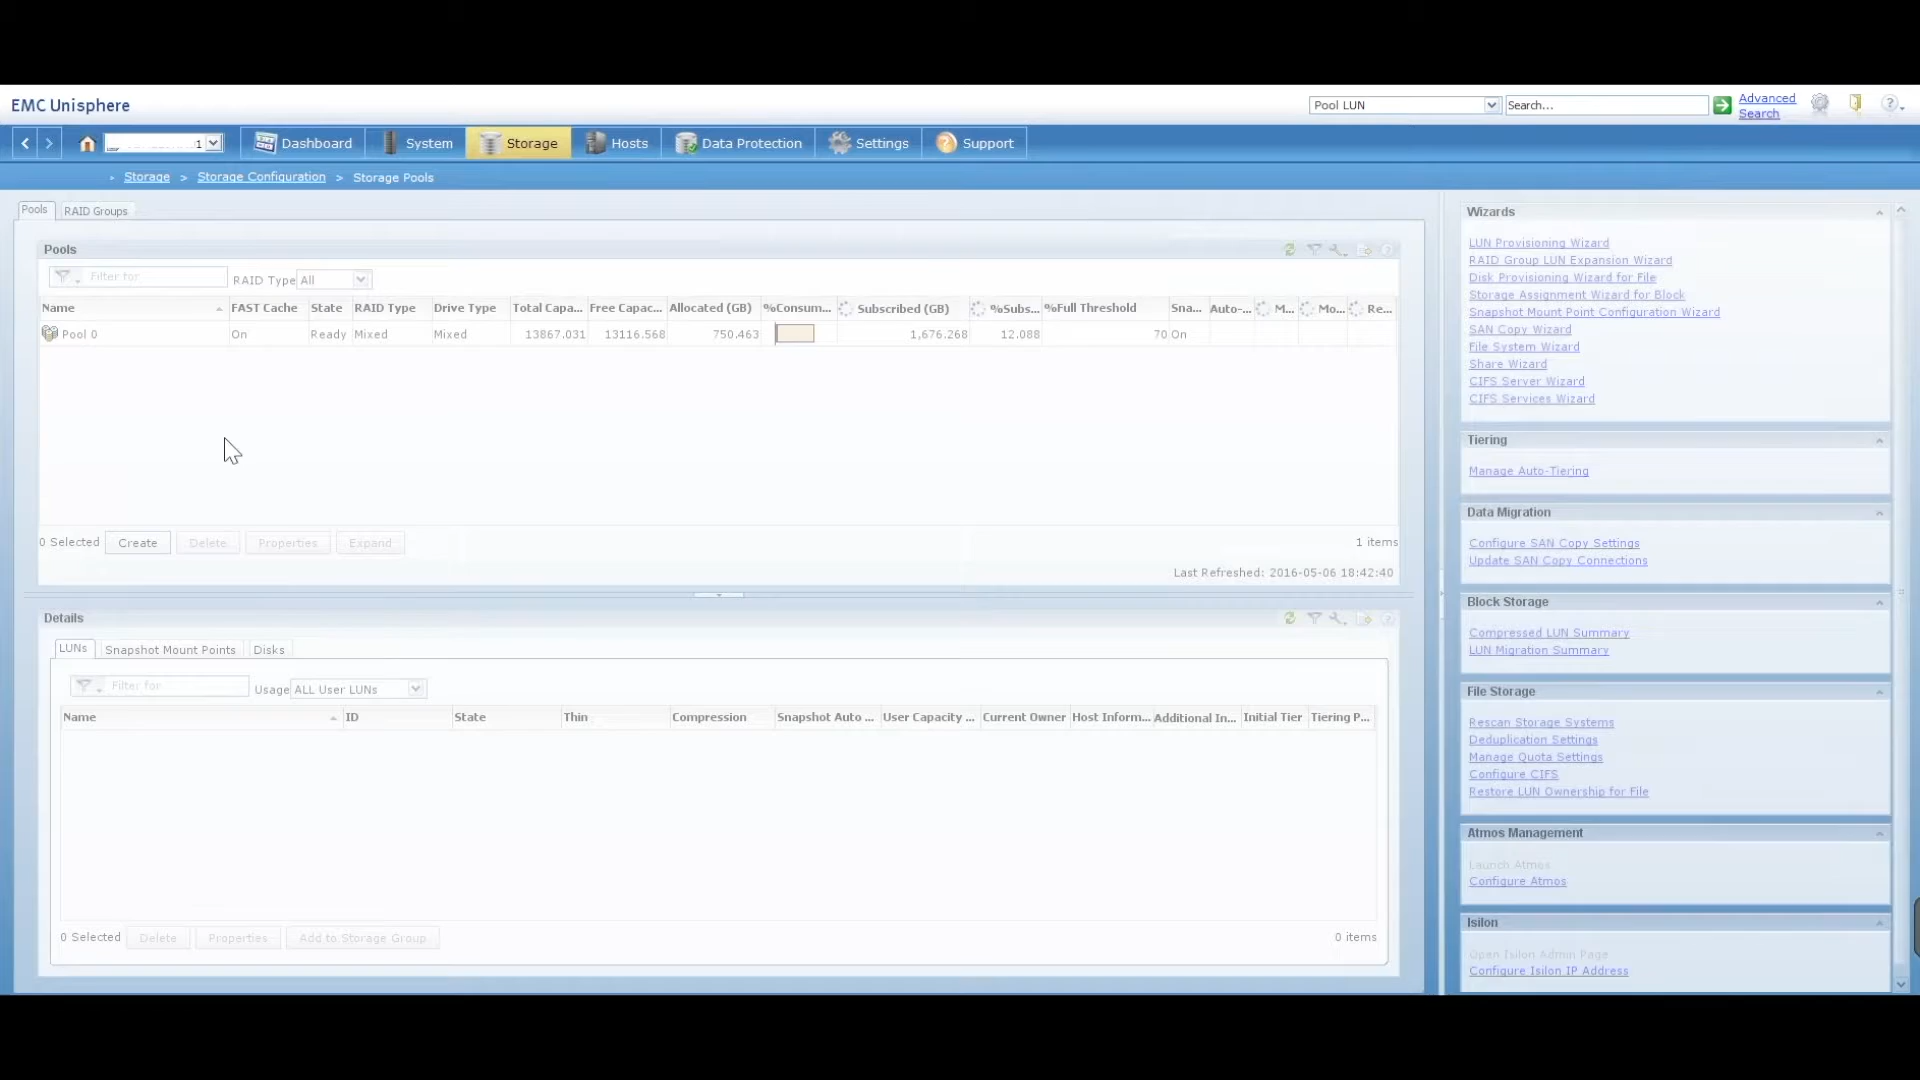 EMC Unisphere
Pool LUN
Search...
Advanced Search
1
Dashboard
System
Storage
Hosts
Data Protection
Settings
Support
Storage > Storage Configuration > Storage Pools
Pools
RAID Groups
Pools
Filter for
RAID Type All
Name FAST Cache State RAID Type Drive Type Total Capa... Free Capac... Allocated (GB) %Consum... Subscribed (GB) %Subs... %Full Threshold Sna... Auto-... M... Mo... Re...
Pool 0 On Ready Mixed Mixed 13867.031 13116.568 750.463 1,676.268 12.088 70 On
0 Selected Create Delete Properties Expand 1 items
Last Refreshed: 2016-05-06 18:42:40
Details
LUNs Snapshot Mount Points Disks
Filter for
Usage ALL User LUNs
Name ID State Thin Compression Snapshot Auto ... User Capacity ... Current Owner Host Inform... Additional In... Initial Tier Tiering P...
0 Selected Delete Properties Add to Storage Group 0 items
Wizards
LUN Provisioning Wizard
RAID Group LUN Expansion Wizard
Disk Provisioning Wizard for File
Storage Assignment Wizard for Block
Snapshot Mount Point Configuration Wizard
SAN Copy Wizard
File System Wizard
Share Wizard
CIFS Server Wizard
CIFS Services Wizard
Tiering
Manage Auto-Tiering
Data Migration
Configure SAN Copy Settings
Update SAN Copy Connections
Block Storage
Compressed LUN Summary
LUN Migration Summary
File Storage
Rescan Storage Systems
Deduplication Settings
Manage Quota Settings
Configure CIFS
Restore LUN Ownership for File
Atmos Management
Launch Atmos
Configure Atmos
Isilon
Open Isilon Admin Page
Configure Isilon IP Address